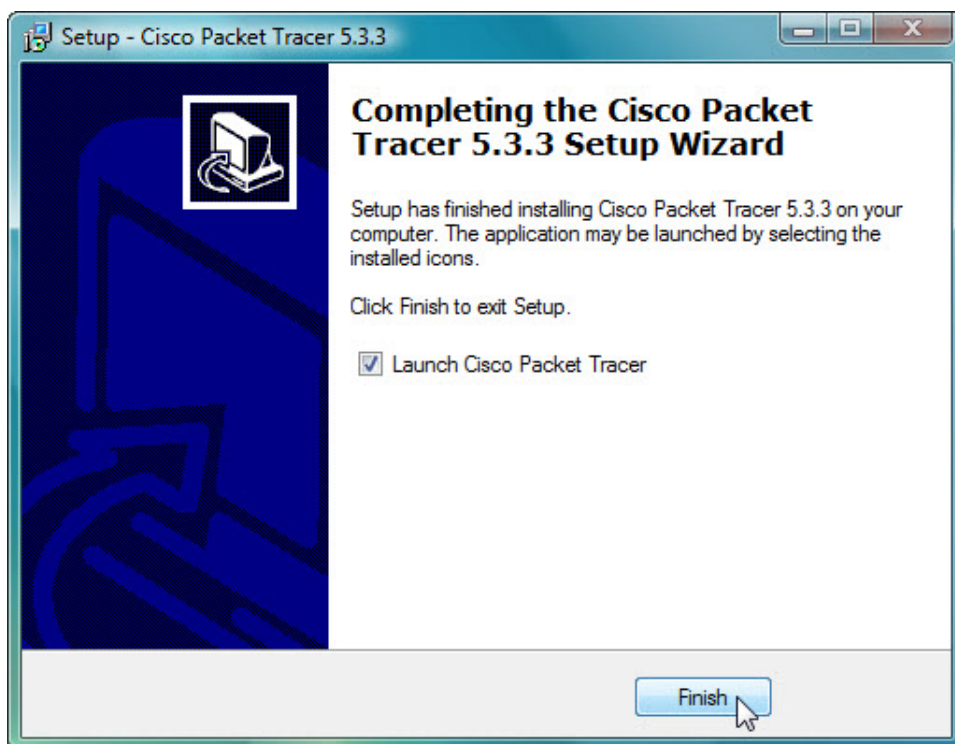 Setup - Cisco Packet Tracer 5.3.3
Completing the Cisco Packet
Tracer 5.3.3 Setup Wizard
Setup has finished installing Cisco Packet Tracer 5.3.3 on your
computer. The application may be launched by selecting the
installed icons.
Click Finish to exit Setup.
Launch Cisco Packet Tracer
Finish